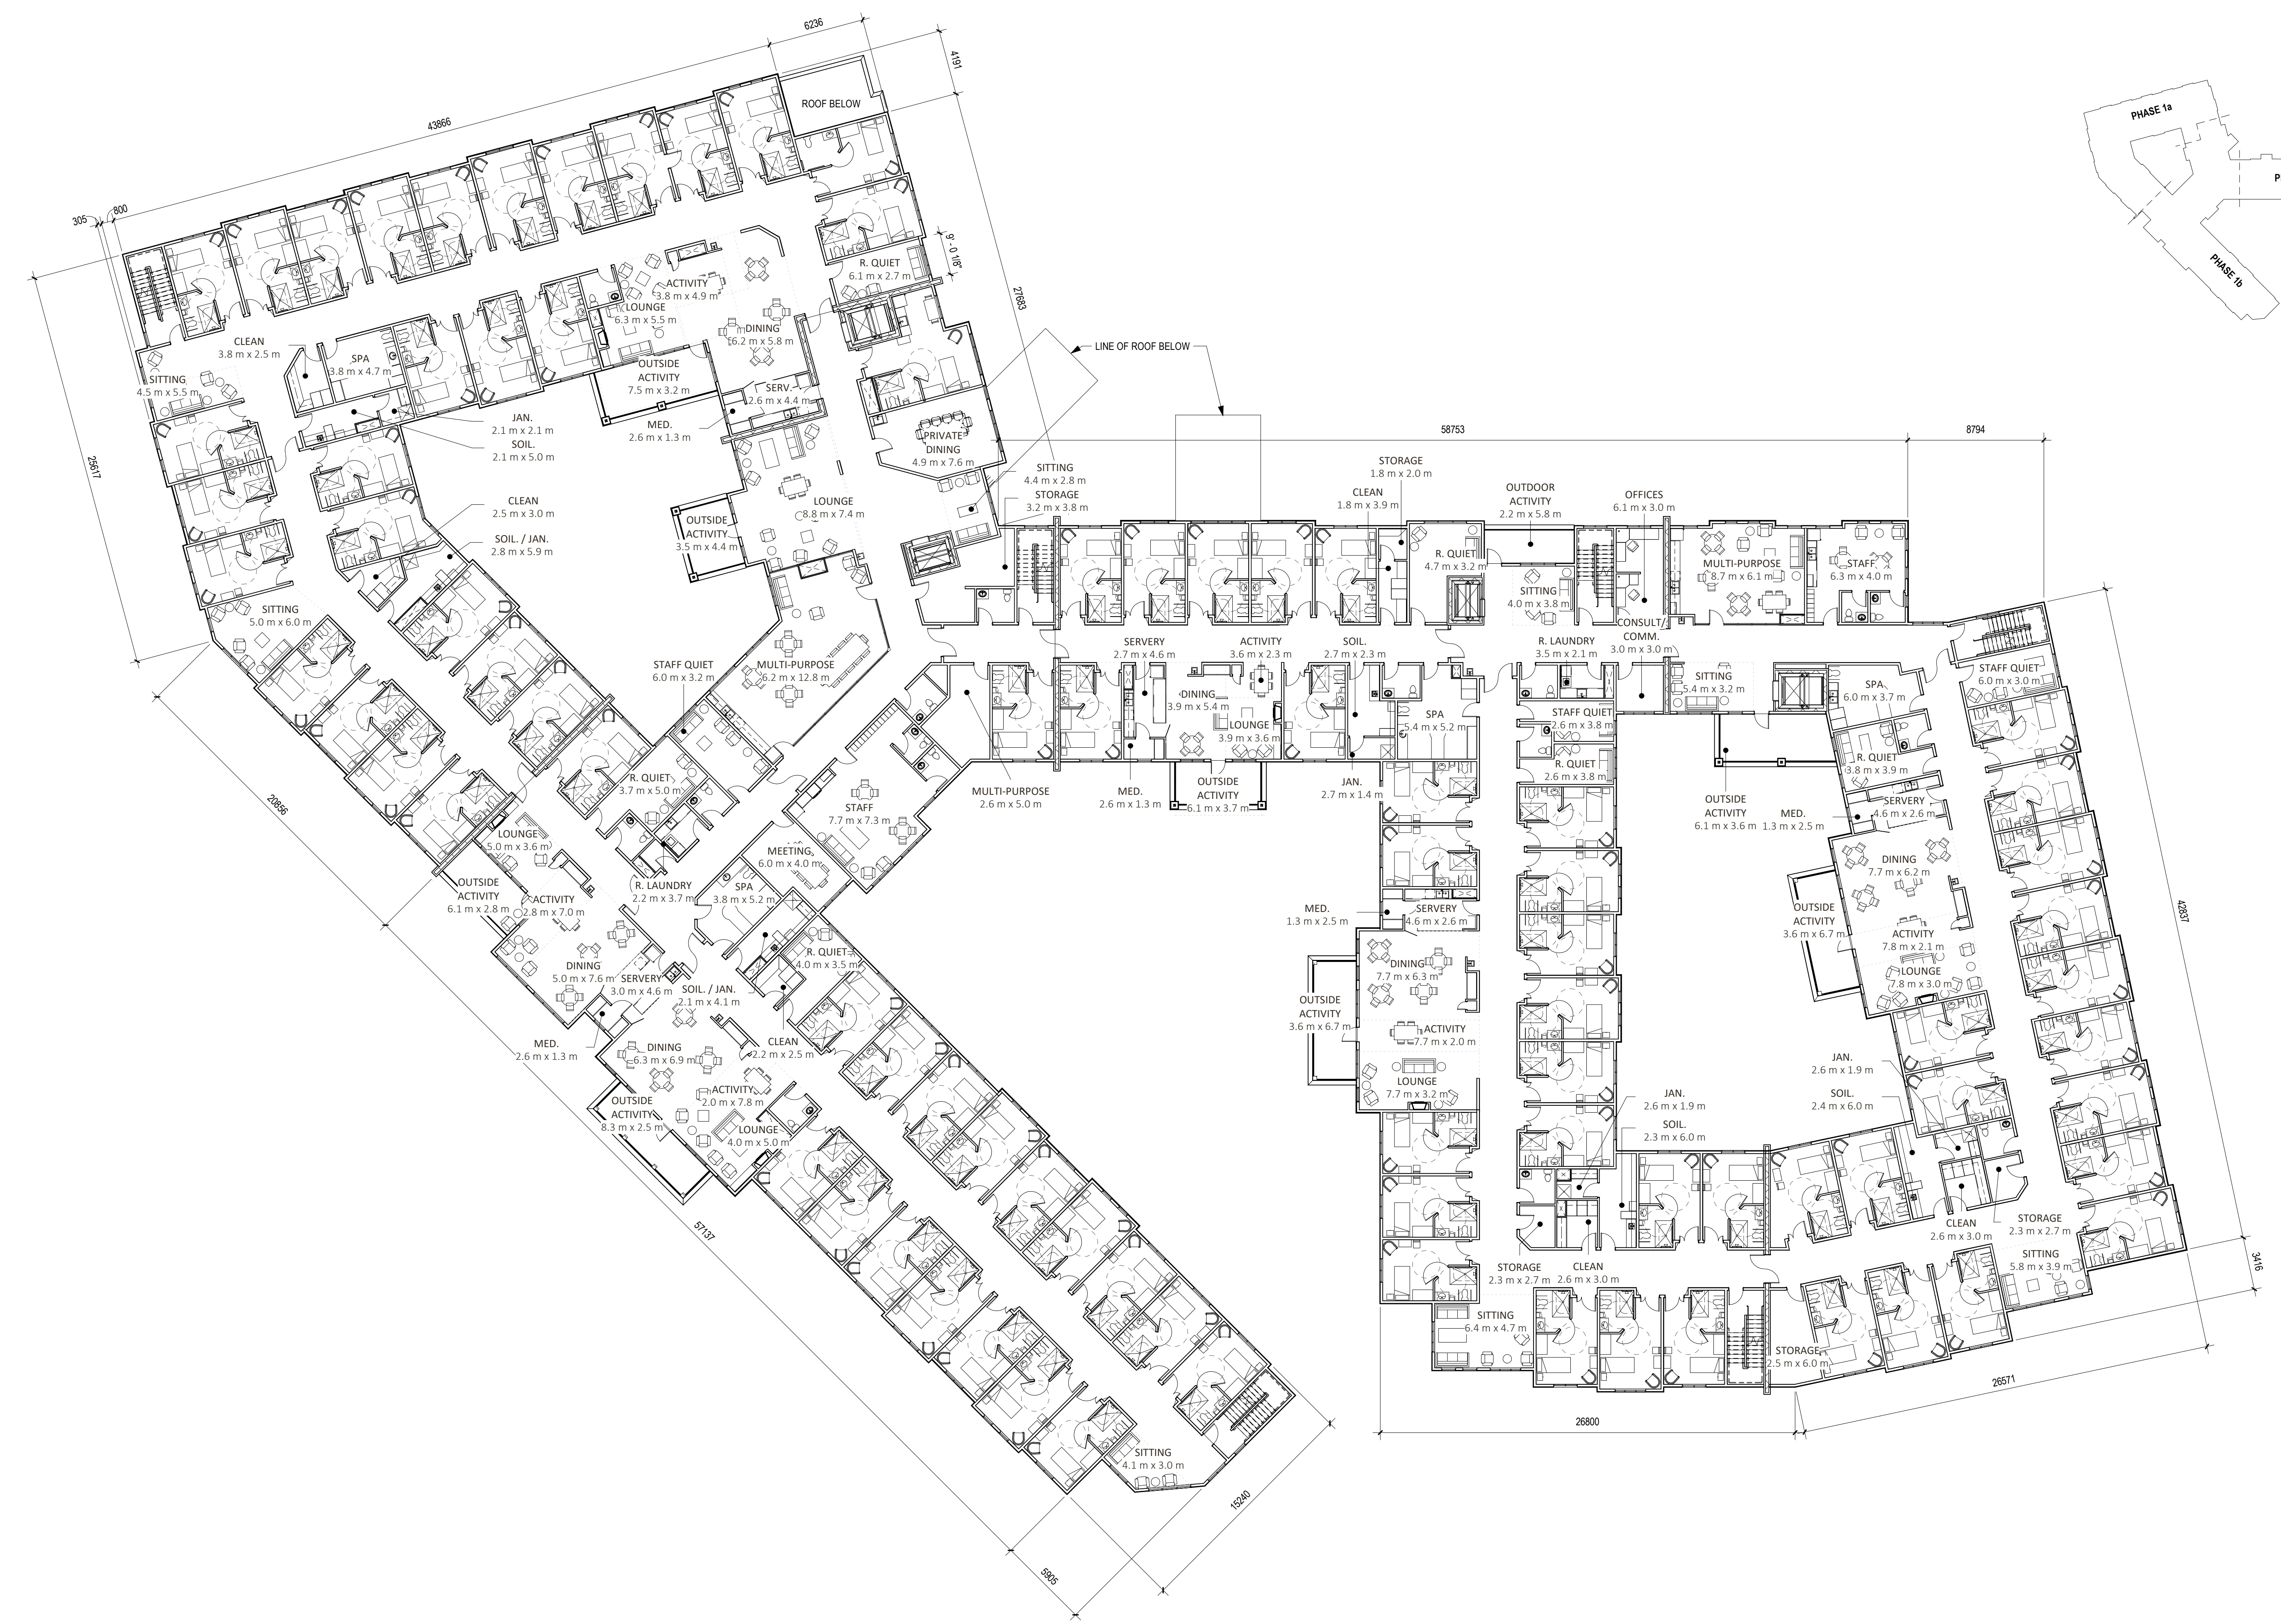 6236
4191
ROOF BELOW
43866
PHASE 1a
P
PHASE 1b
305
800
9' - 0 1/8"
R. QUIET
6.1 m x 2.7 m
ACTIVITY
3.8 m x 4.9 m
LOUNGE
6.3 m x 5.5 m
27683
DINING
6.2 m x 5.8 m
CLEAN
3.8 m x 2.5 m
SPA
3.8 m x 4.7 m
LINE OF ROOF BELOW
OUTSIDE
ACTIVITY
7.5 m x 3.2 m
SITTING
4.5 m x 5.5 m
SERV.
2.6 m x 4.4 m
JAN.
2.1 m x 2.1 m
MED.
2.6 m x 1.3 m
SOIL.
2.1 m x 5.0 m
PRIVATE
DINING
4.9 m x 7.6 m
25617
58753
8794
SITTING
4.4 m x 2.8 m
STORAGE
3.2 m x 3.8 m
STORAGE
1.8 m x 2.0 m
CLEAN
1.8 m x 3.9 m
OUTDOOR
ACTIVITY
2.2 m x 5.8 m
OFFICES
6.1 m x 3.0 m
CLEAN
2.5 m x 3.0 m
LOUNGE
8.8 m x 7.4 m
OUTSIDE
ACTIVITY
3.5 m x 4.4 m
SOIL. / JAN.
2.8 m x 5.9 m
R. QUIET
4.7 m x 3.2 m
MULTI-PURPOSE
8.7 m x 6.1 m
STAFF
6.3 m x 4.0 m
SITTING
4.0 m x 3.8 m
SITTING
5.0 m x 6.0 m
CONSULT/
COMM.
3.0 m x 3.0 m
SERVERY
2.7 m x 4.6 m
ACTIVITY
3.6 m x 2.3 m
SOIL.
2.7 m x 2.3 m
R. LAUNDRY
3.5 m x 2.1 m
STAFF QUIET
6.0 m x 3.2 m
MULTI-PURPOSE
6.2 m x 12.8 m
STAFF QUIET
6.0 m x 3.0 m
SITTING
5.4 m x 3.2 m
SPA
6.0 m x 3.7 m
DINING
3.9 m x 5.4 m
LOUNGE
3.9 m x 3.6 m
SPA
5.4 m x 5.2 m
STAFF QUIET
2.6 m x 3.8 m
R. QUIET
2.6 m x 3.8 m
R. QUIET
3.8 m x 3.9 m
R. QUIET
3.7 m x 5.0 m
MULTI-PURPOSE
2.6 m x 5.0 m
MED.
2.6 m x 1.3 m
OUTSIDE
ACTIVITY
6.1 m x 3.7 m
JAN.
2.7 m x 1.4 m
OUTSIDE
ACTIVITY
6.1 m x 3.6 m
MED.
1.3 m x 2.5 m
SERVERY
4.6 m x 2.6 m
20856
STAFF
7.7 m x 7.3 m
LOUNGE
5.0 m x 3.6 m
MEETING
6.0 m x 4.0 m
DINING
7.7 m x 6.2 m
OUTSIDE
ACTIVITY
6.1 m x 2.8 m
R. LAUNDRY
2.2 m x 3.7 m
SPA
3.8 m x 5.2 m
ACTIVITY
2.8 m x 7.0 m
MED.
1.3 m x 2.5 m
SERVERY
4.6 m x 2.6 m
OUTSIDE
ACTIVITY
3.6 m x 6.7 m
42837
ACTIVITY
7.8 m x 2.1 m
LOUNGE
7.8 m x 3.0 m
R. QUIET
4.0 m x 3.5 m
DINING
5.0 m x 7.6 m
SERVERY
3.0 m x 4.6 m
SOIL. / JAN.
2.1 m x 4.1 m
DINING
7.7 m x 6.3 m
OUTSIDE
ACTIVITY
3.6 m x 6.7 m
ACTIVITY
7.7 m x 2.0 m
MED.
2.6 m x 1.3 m
DINING
6.3 m x 6.9 m
CLEAN
2.2 m x 2.5 m
LOUNGE
7.7 m x 3.2 m
JAN.
2.6 m x 1.9 m
SOIL.
2.4 m x 6.0 m
ACTIVITY
2.0 m x 7.8 m
OUTSIDE
ACTIVITY
8.3 m x 2.5 m
LOUNGE
4.0 m x 5.0 m
JAN.
2.6 m x 1.9 m
SOIL.
2.3 m x 6.0 m
57137
CLEAN
2.6 m x 3.0 m
STORAGE
2.3 m x 2.7 m
SITTING
5.8 m x 3.9 m
3416
STORAGE
2.3 m x 2.7 m
CLEAN
2.6 m x 3.0 m
SITTING
6.4 m x 4.7 m
STORAGE
2.5 m x 6.0 m
26571
26800
SITTING
4.1 m x 3.0 m
15240
5905